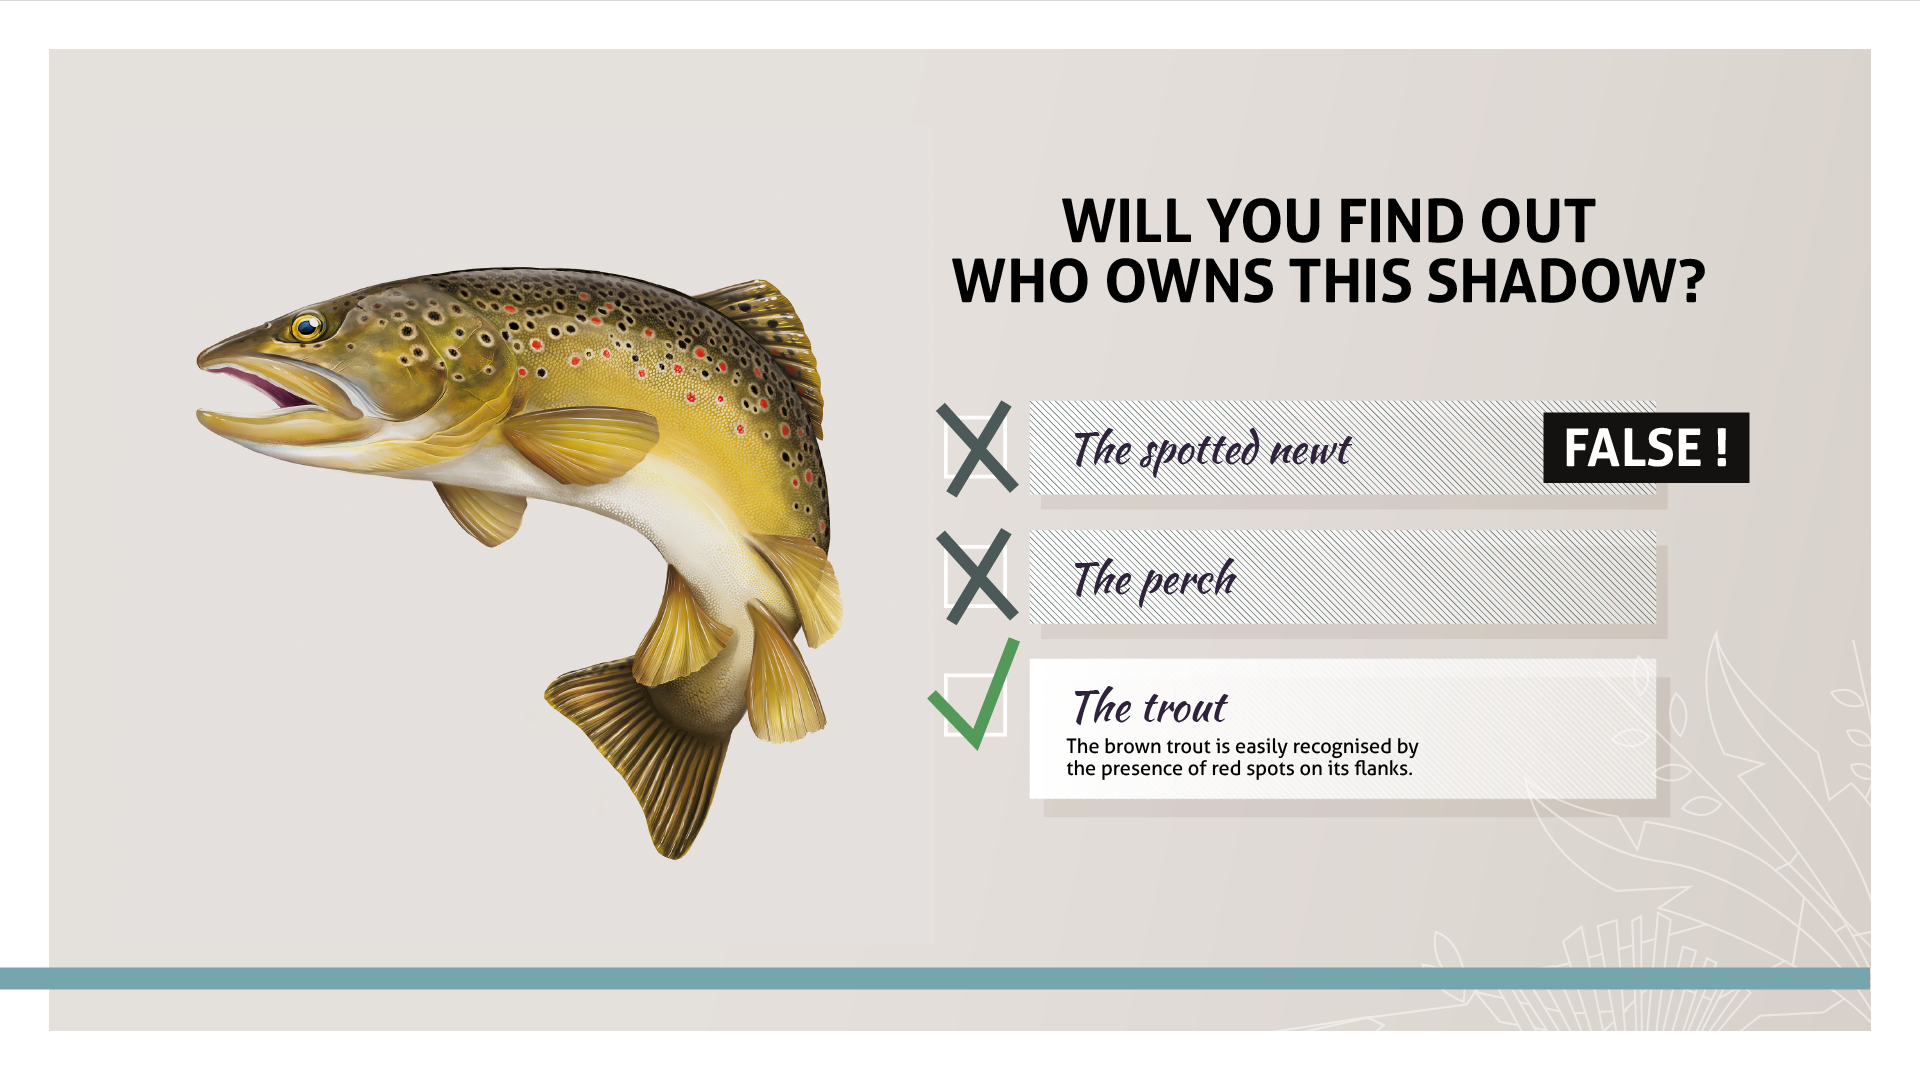 WILL YOU FIND OUT
WHO OWNS THIS SHADOW?
The spotted newt
FALSE !
The perch
The trout
The brown trout is easily recognised by
the presence of red spots on its flanks.